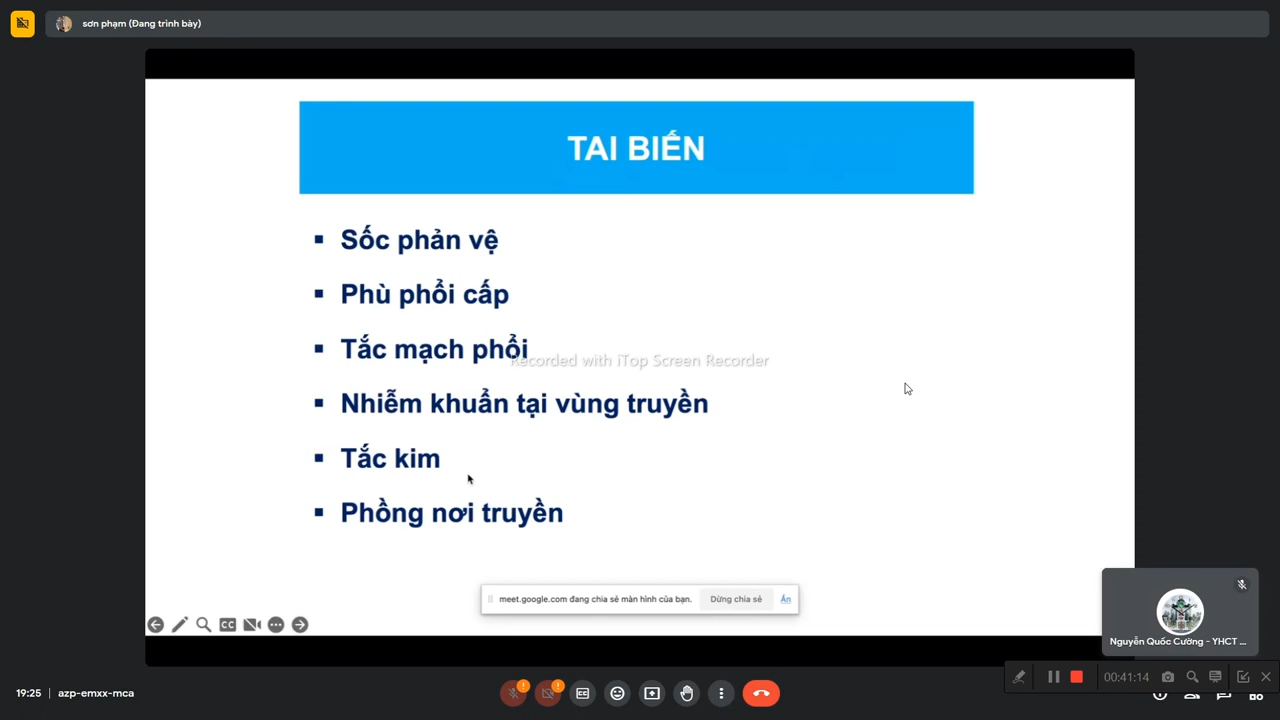 sơn phạm (Đang trình bày)
TAI BIẾN
Sốc phản vệ
Phù phổi cấp
Tắc mạch phổi
Recorded with iTop Screen Recorder
Nhiễm khuẩn tại vùng truyền
Tắc kim
Phồng nơi truyền
meet.google.com đang chia sẻ màn hình của bạn. Dừng chia sẻ Ẩn
CC
Nguyễn Quốc Cường - YHCT ...
19:25 azp-emxx-mca
00:41:14